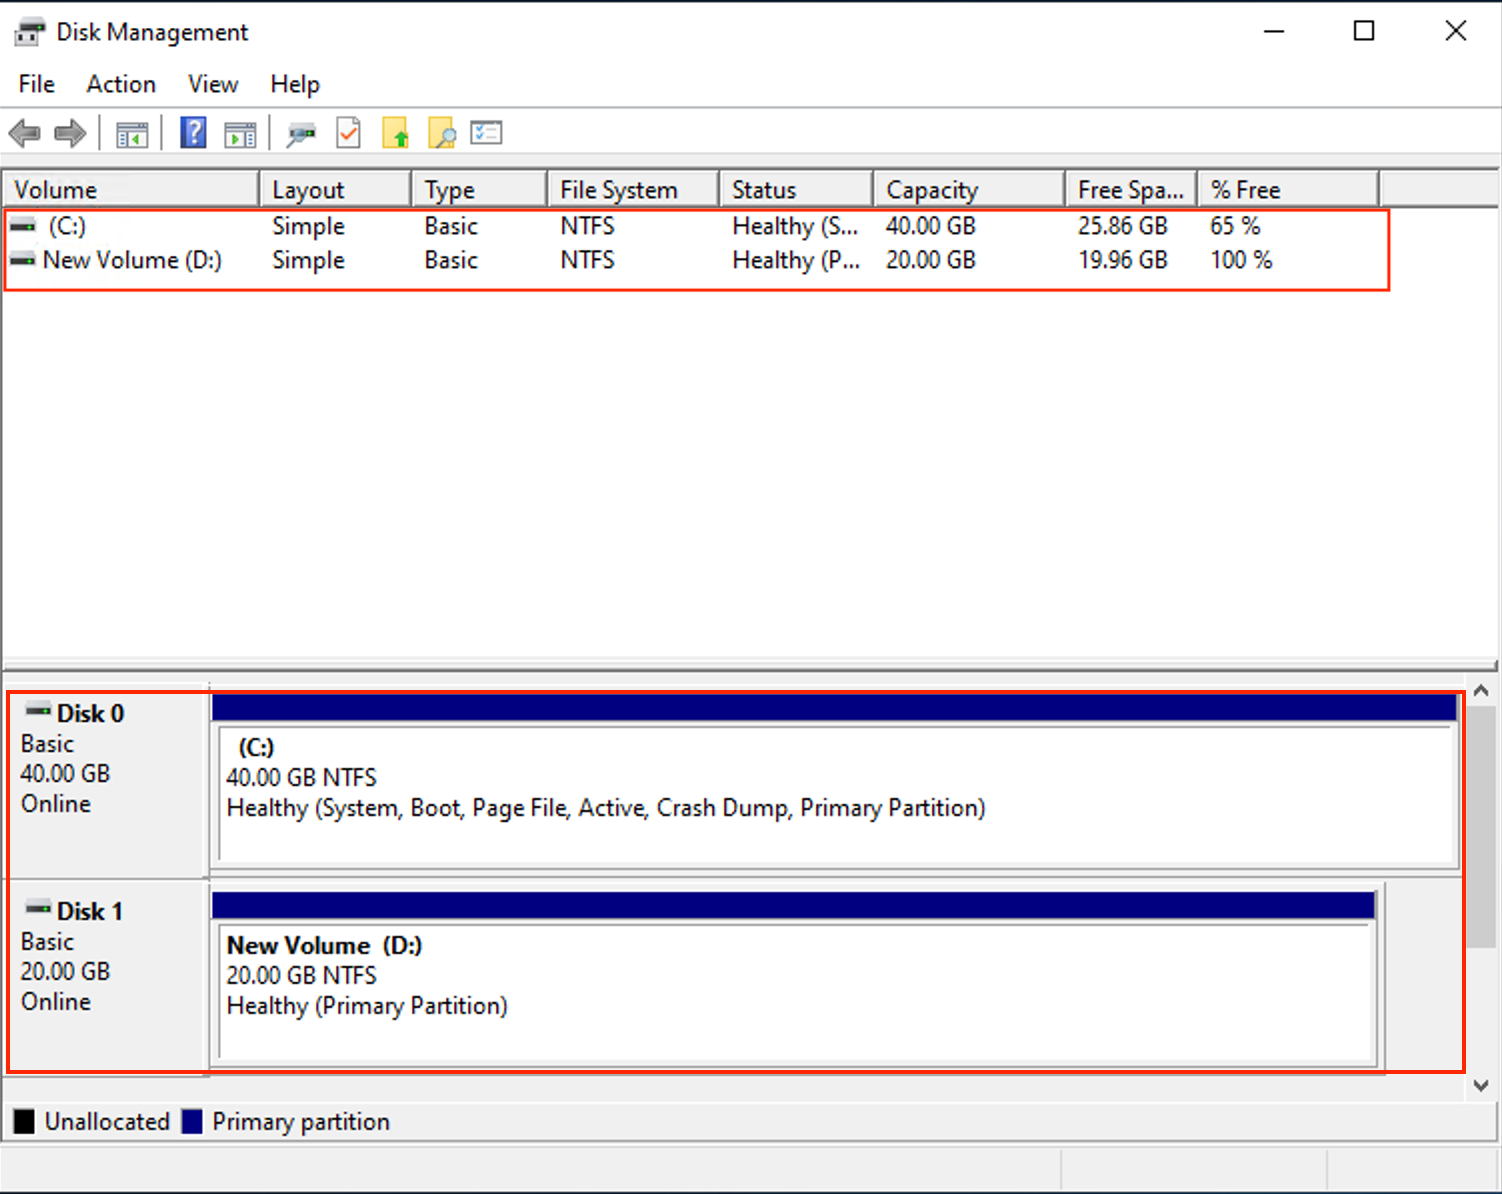 Disk Management
File Action View Help
Volume Layout Type File System Status Capacity Free Spa... % Free
(C:) Simple Basic NTFS Healthy (S... 40.00 GB 25.86 GB 65 %
New Volume (D:) Simple Basic NTFS Healthy (P... 20.00 GB 19.96 GB 100 %
Disk 0
Basic
40.00 GB
Online
(C:)
40.00 GB NTFS
Healthy (System, Boot, Page File, Active, Crash Dump, Primary Partition)
Disk 1
Basic
20.00 GB
Online
New Volume (D:)
20.00 GB NTFS
Healthy (Primary Partition)
Unallocated Primary partition